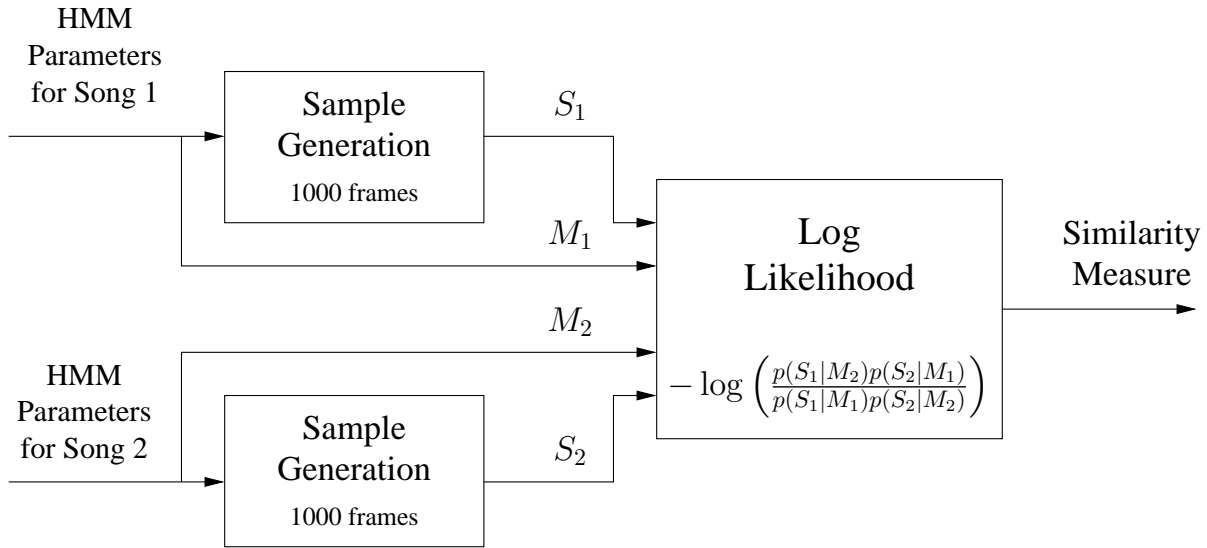 HMM
Parameters
for Song 1
Sample
Generation
1000 frames
S₁
M₁
M₂
HMM
Parameters
for Song 2
Sample
Generation
1000 frames
S₂
Log
Likelihood
− log ( p(S₁|M₂)p(S₂|M₁) / p(S₁|M₁)p(S₂|M₂) )
Similarity
Measure